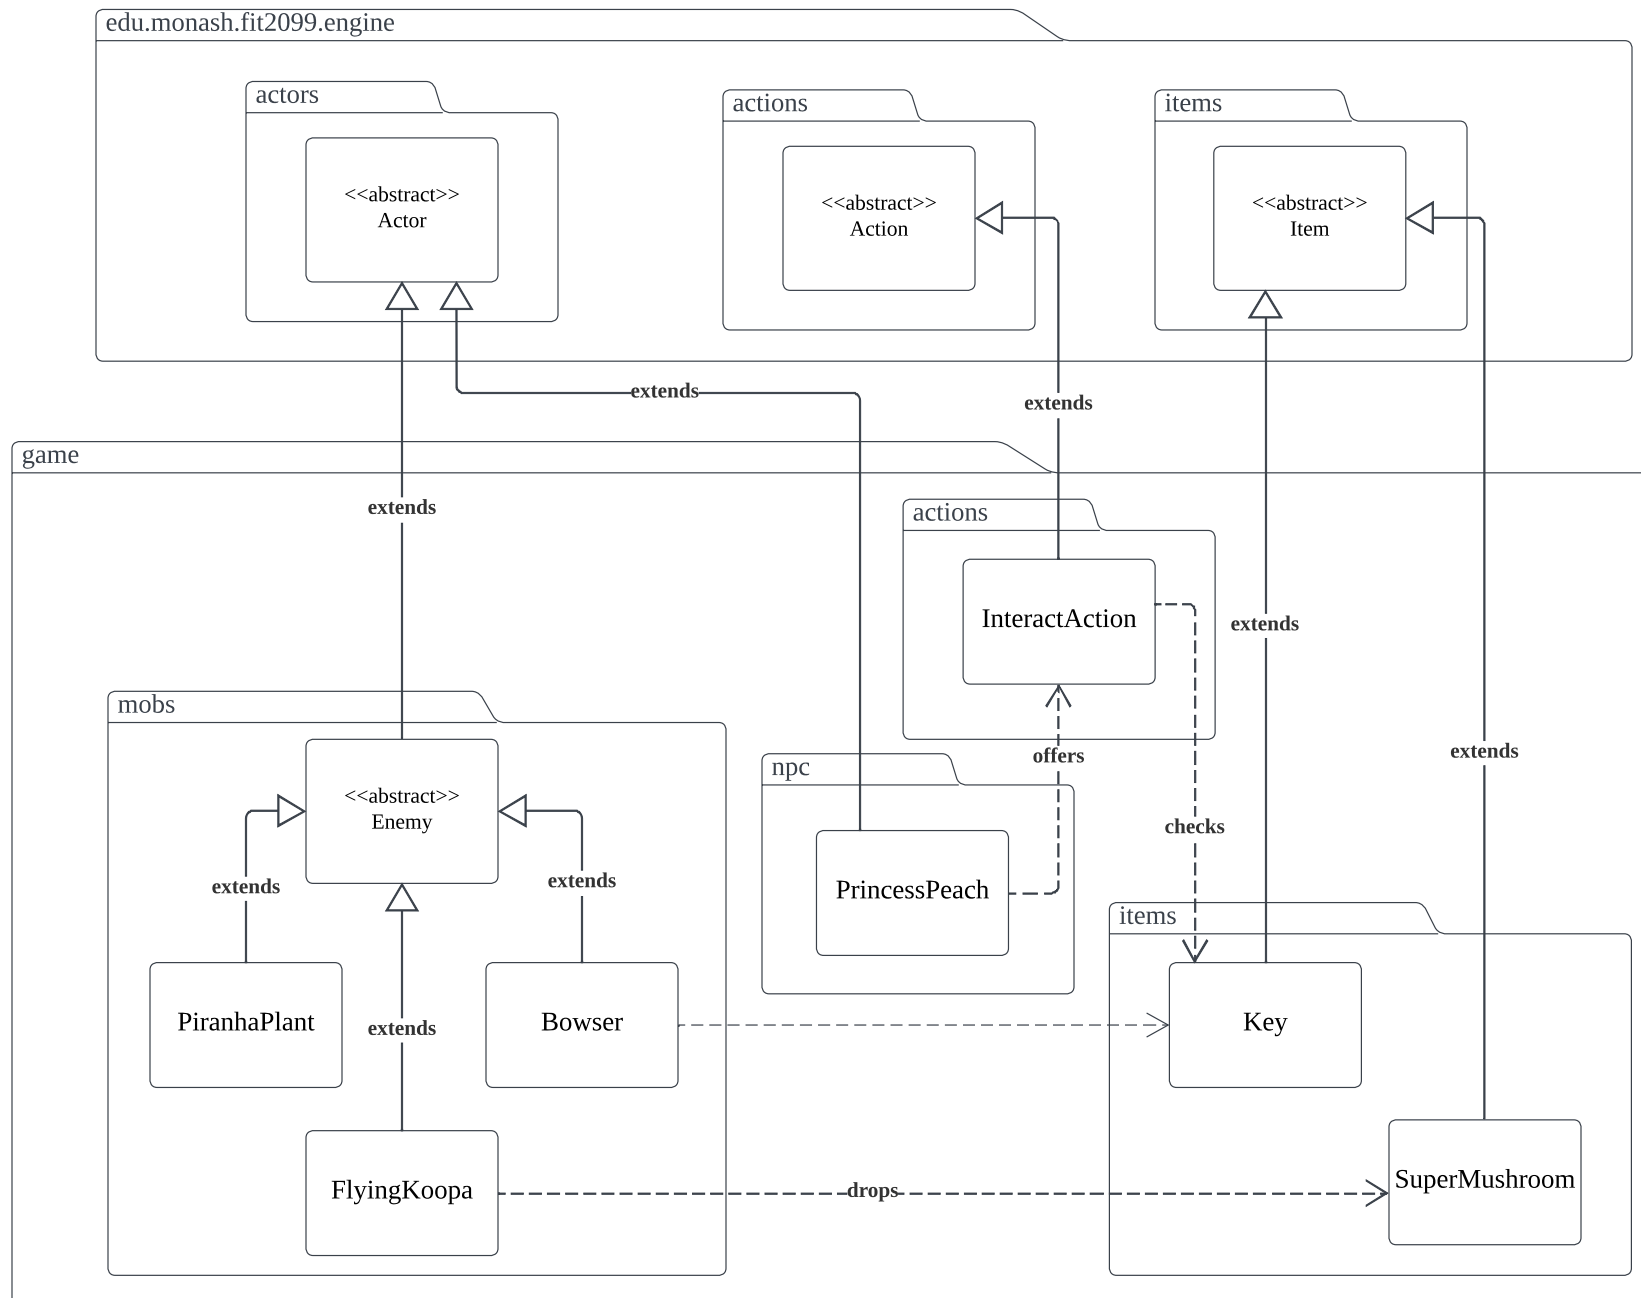 edu.monash.fit2099.engine
actors
actions
items
<<abstract>>
Actor
<<abstract>>
Action
<<abstract>>
Item
extends
extends
game
extends
actions
InteractAction
extends
mobs
offers
extends
npc
<<abstract>>
Enemy
checks
extends
extends
PrincessPeach
items
PiranhaPlant
extends
Bowser
Key
FlyingKoopa
drops
SuperMushroom